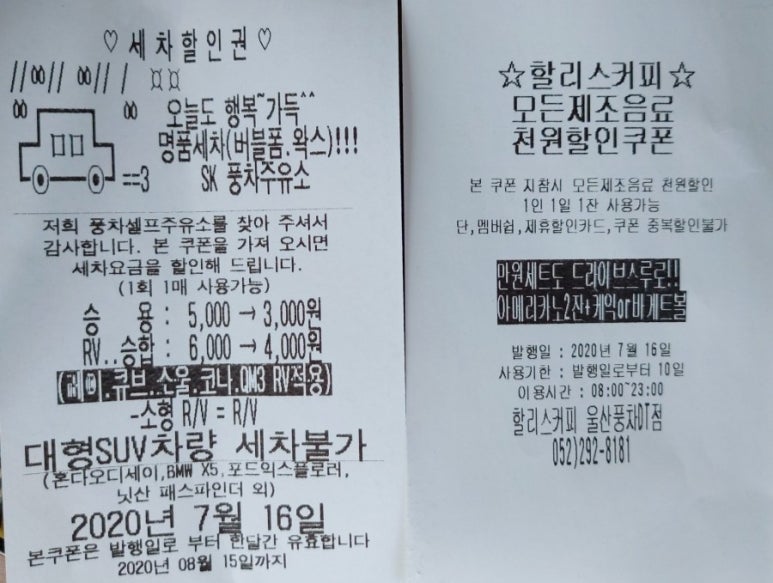 ♡ 세차할인권 ♡
오늘도 행복~가득^^
명품세차(버블폼.왁스)!!!
==3 SK 풍차주유소
저희 풍차셀프주유소를 찾아 주셔서
감사합니다. 본 쿠폰을 가져 오시면
세차요금을 할인해 드립니다.
(1회 1매 사용가능)
승 용 : 5,000 → 3,000원
RV..승합 : 6,000 → 4,000원
큐브.소울.코나.QM3 RV적용)
-소형 R/V = R/V
대형SUV차량 세차불가
(혼다오디세이,BMW X5,포드익스플로러,
닛산 패스파인더 외)
2020년 7월 16일
본쿠폰은 발행일로 부터 한달간 유효합니다
2020년 08월 15일까지
☆할리스커피☆
모든제조음료
천원할인쿠폰
본 쿠폰 지참시 모든제조음료 천원할인
1인 1일 1잔 사용가능
단,멤버쉽,제휴할인카드,쿠폰 중복할인불가
만원세트도 드라이브스루로!!
아메리카노2잔+케익or바게트볼
발행일 : 2020년 7월 16일
사용기한 : 발행일로부터 10일
이용시간 : 08:00~23:00
할리스커피 울산풍차DT점
052)292-8181